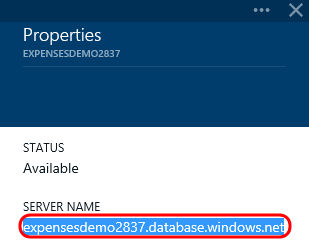 Properties
EXPENSESDEMO2837
STATUS
Available
SERVER NAME
expensesdemo2837.database.windows.net